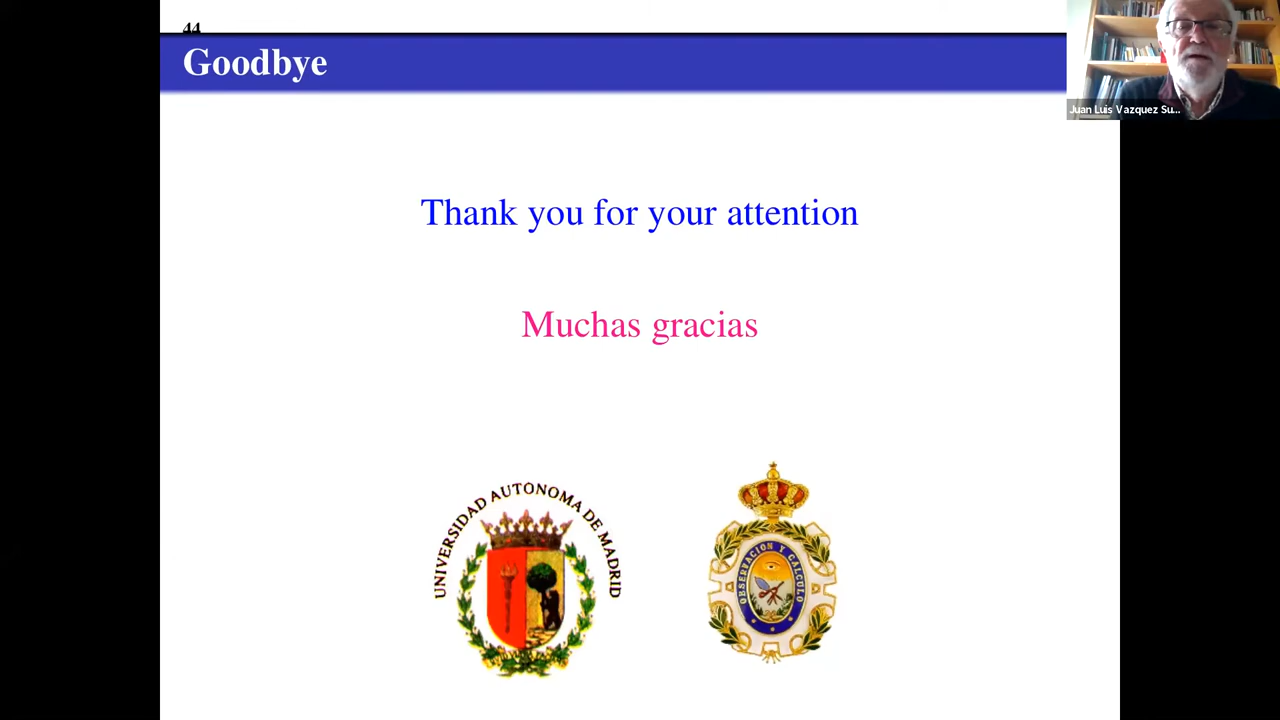 44
Goodbye
Juan Luis Vazquez Su...
Thank you for your attention
Muchas gracias
UNIVERSIDAD AUTONOMA DE MADRID
OBSERVACION Y CALCULO